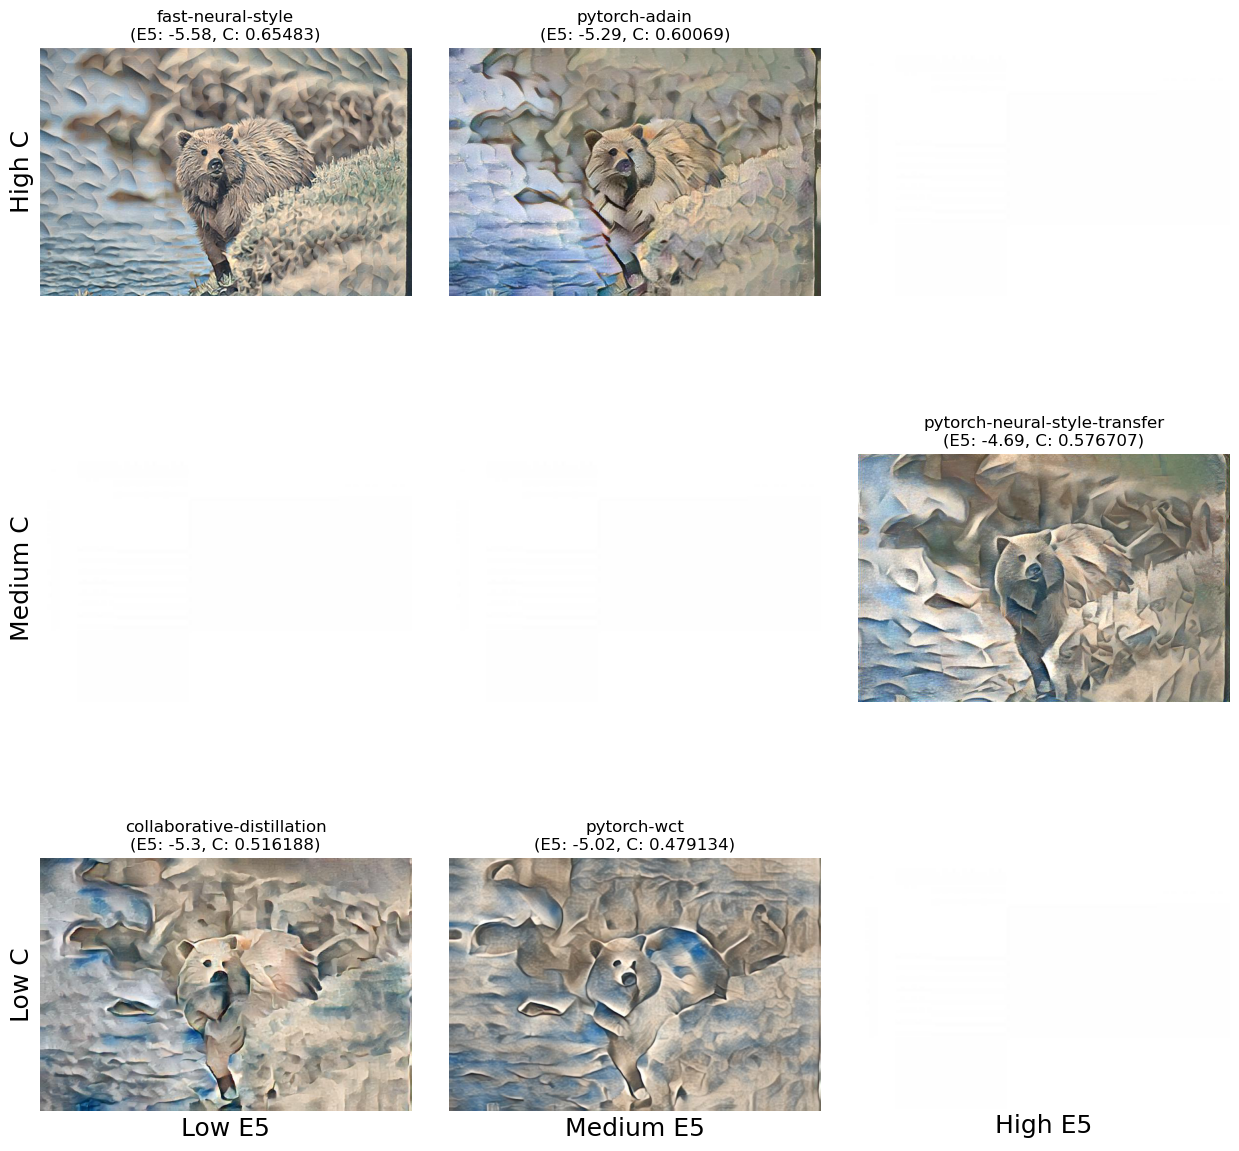 fast-neural-style
(E5: -5.58, C: 0.65483)
pytorch-adain
(E5: -5.29, C: 0.60069)
High C
pytorch-neural-style-transfer
(E5: -4.69, C: 0.576707)
Medium C
collaborative-distillation
(E5: -5.3, C: 0.516188)
pytorch-wct
(E5: -5.02, C: 0.479134)
Low C
Low E5
Medium E5
High E5